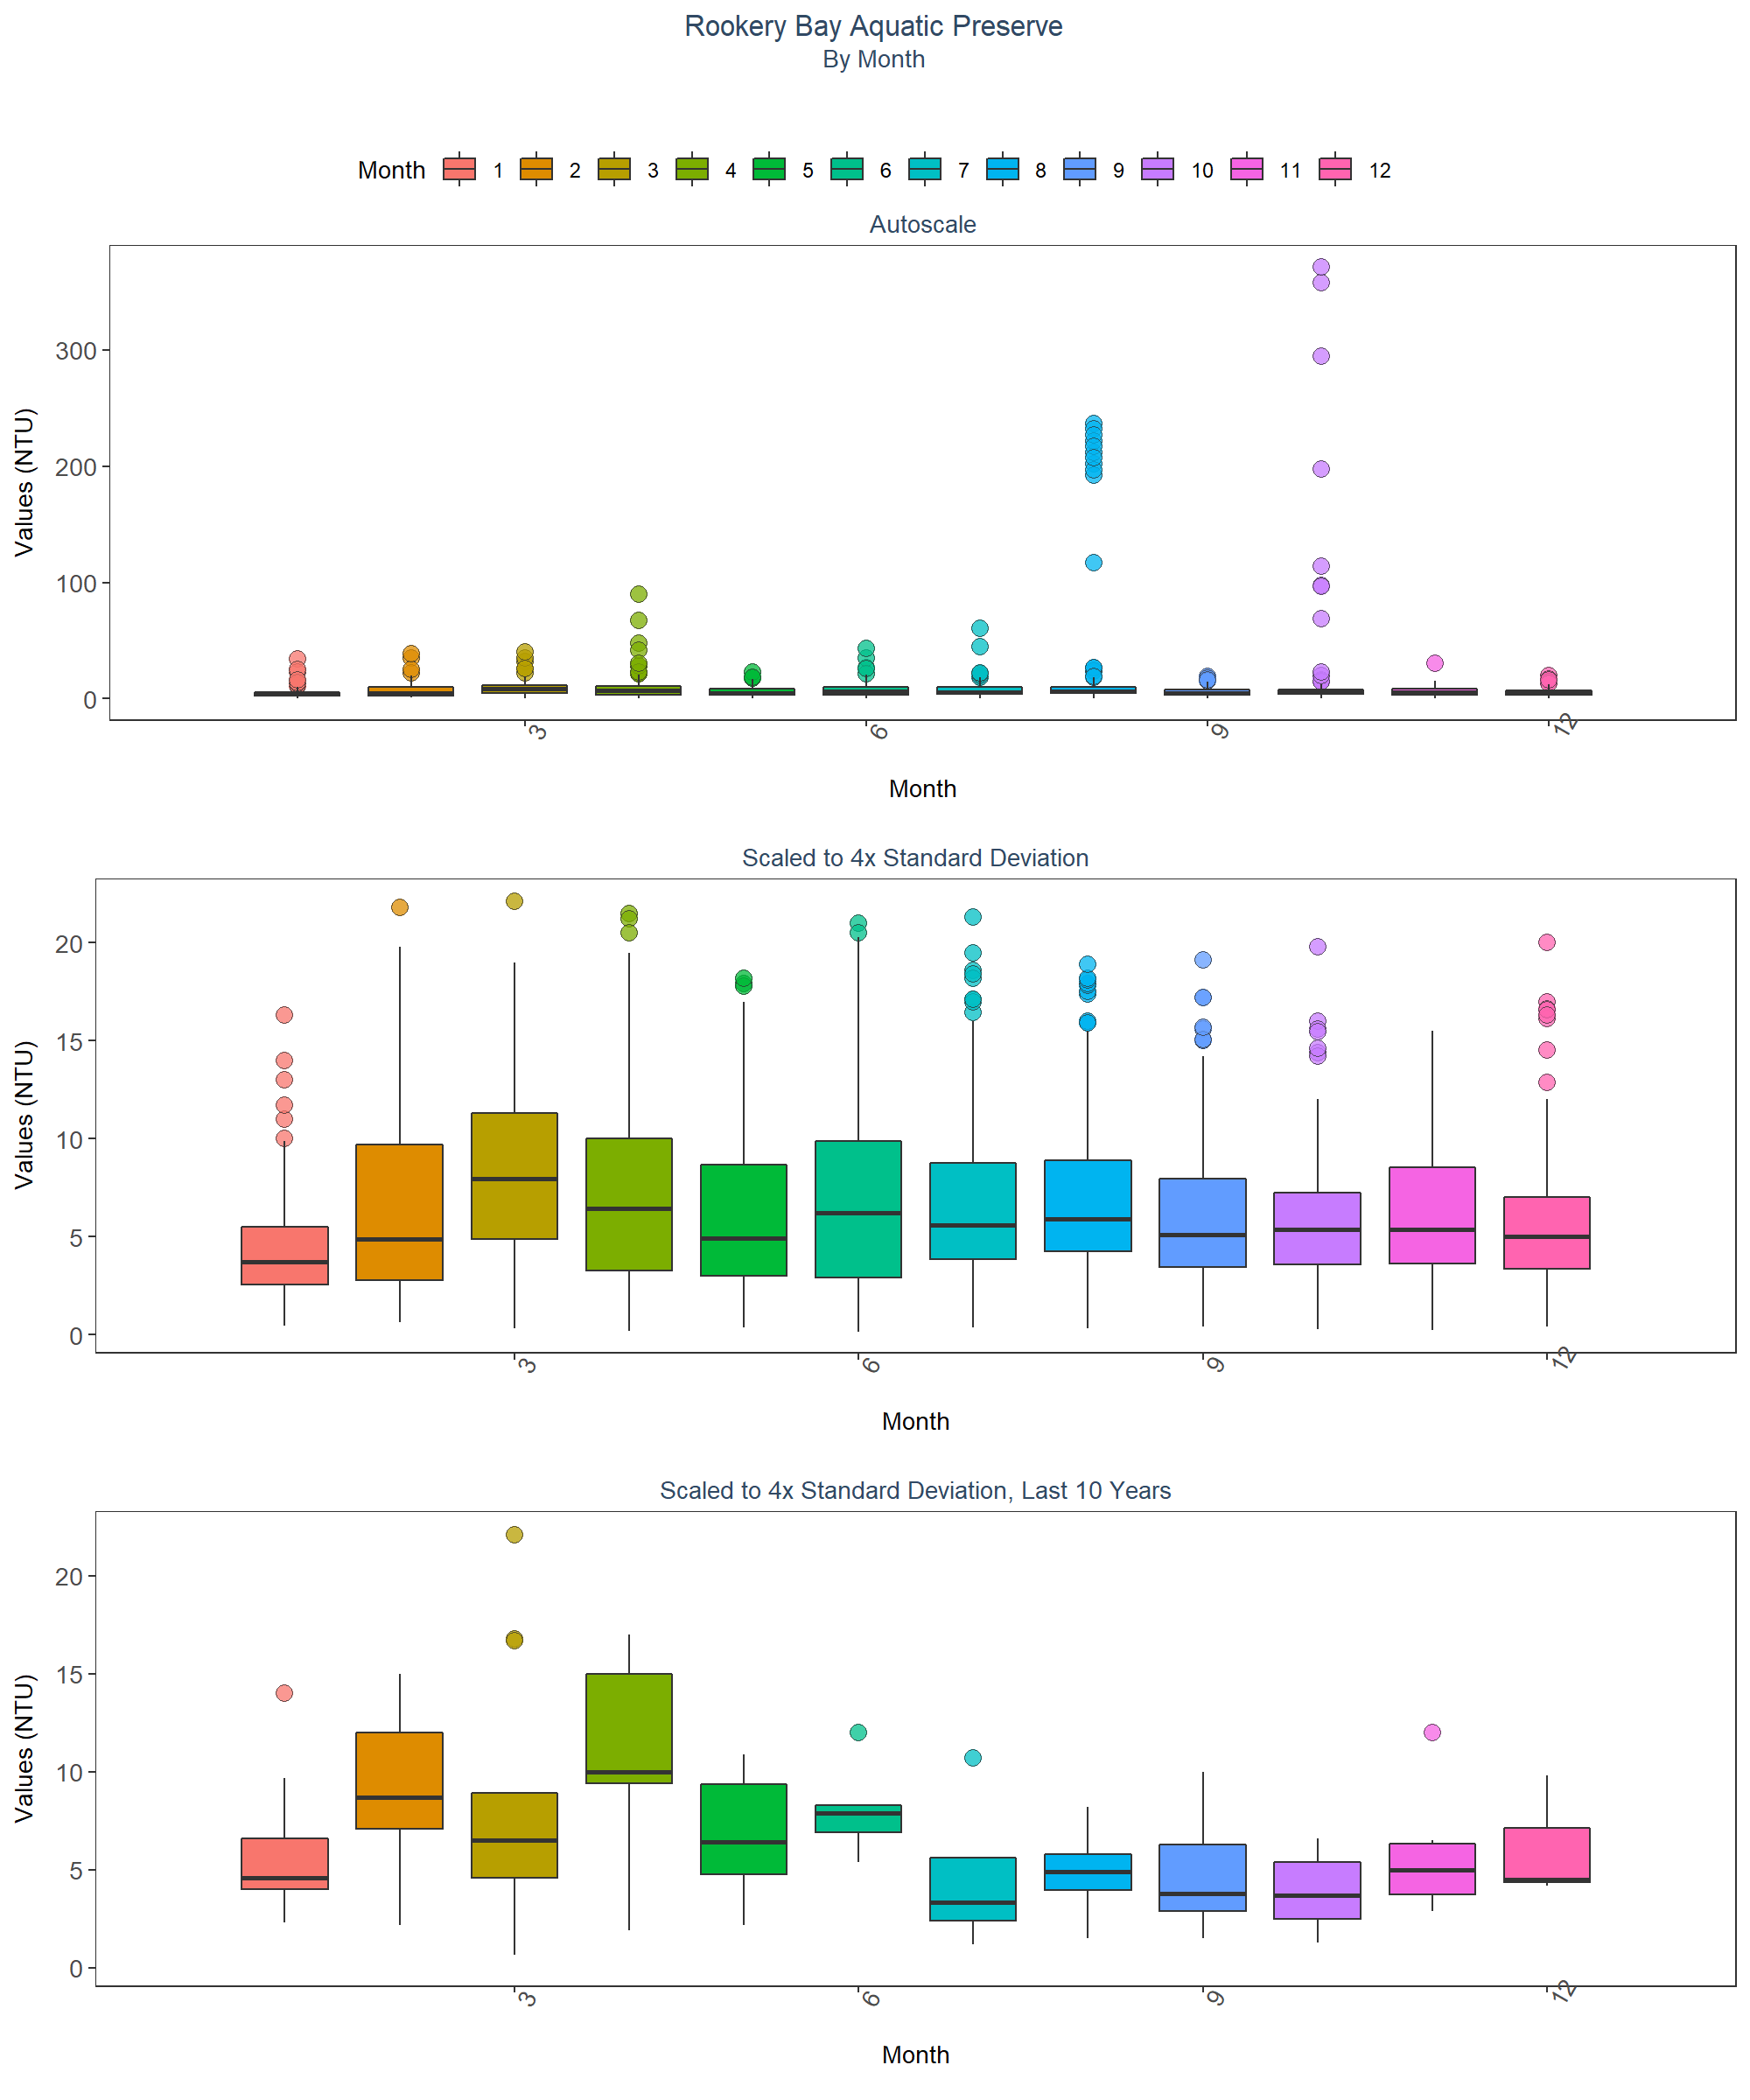 Rookery Bay Aquatic Preserve
By Month
Month 1 2 3 4 5 6 7 8 9 10 11 12
Autoscale
Values (NTU)
300
200
100
0
3 6 9 12
Month
Scaled to 4x Standard Deviation
Values (NTU)
20
15
10
5
0
3 6 9 12
Month
Scaled to 4x Standard Deviation, Last 10 Years
Values (NTU)
20
15
10
5
0
3 6 9 12
Month